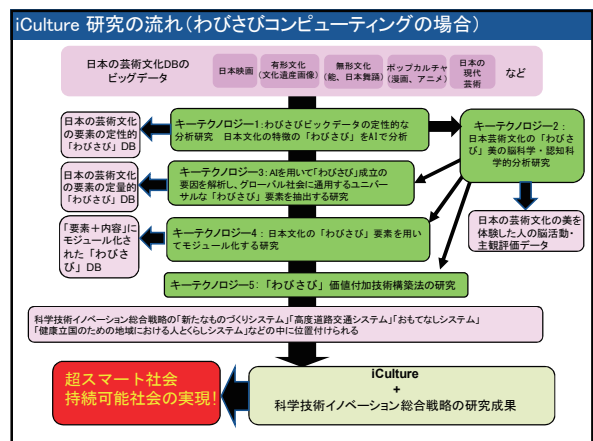 iCulture 研究の流れ(わびさびコンピューティングの場合)
日本の芸術文化DBの
ビッグデータ
日本映画
有形文化
(文化遺産画像)
無形文化
(能、日本舞踊)
ポップカルチャ
(漫画、アニメ)
日本の
現代
芸術
など
日本の芸術文化
の要素の定性的
「わびさび」DB
キーテクノロジー1:わびさびビックデータの定性的な
分析研究 日本文化の特徴の「わびさび」をAIで分析
キーテクノロジー2:
日本芸術文化の「わび
さび」美の脳科学・認知科
学的分析研究
日本の芸術文化
の要素の定量的
「わびさび」DB
キーテクノロジー3:AIを用いて「わびさび」成立の
要因を解析し、グローバル社会に通用するユニバー
サルな「わびさび」要素を抽出する研究
「要素+内容」に
モジュール化さ
れた「わびさ
び」DB
キーテクノロジー4:日本文化の「わびさび」要素を用い
てモジュール化する研究
日本の芸術文化の美を
体験した人の脳活動・
主観評価データ
キーテクノロジー5:「わびさび」価値付加技術構築法の研究
科学技術イノベーション総合戦略の「新たなものづくりシステム」「高度道路交通システム」「おもてなしシステム」
「健康立国のための地域における人とくらしシステム」などの中に位置付けられる
超スマート社会
持続可能社会の実現!
iCulture
+
科学技術イノベーション総合戦略の研究成果